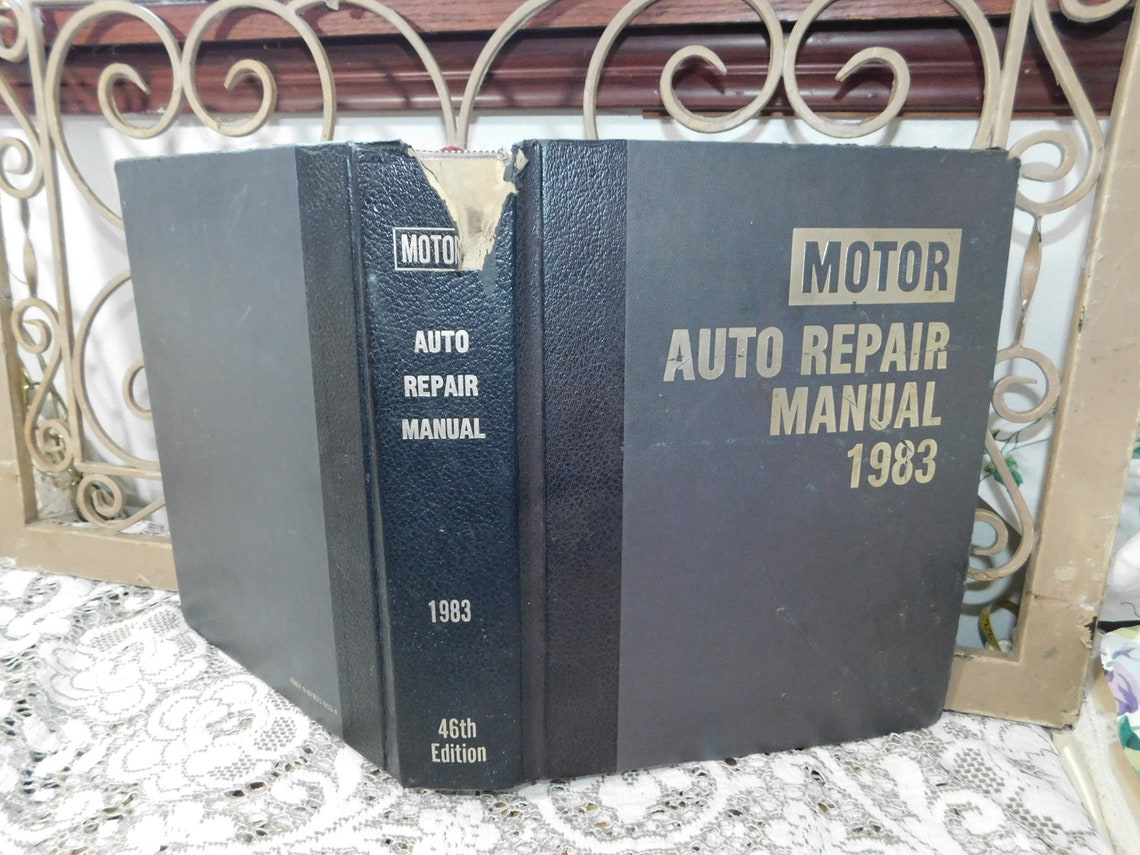 MOTOR
AUTO
REPAIR
MANUAL
1983
46th
Edition
MOTOR
AUTO REPAIR
MANUAL
1983